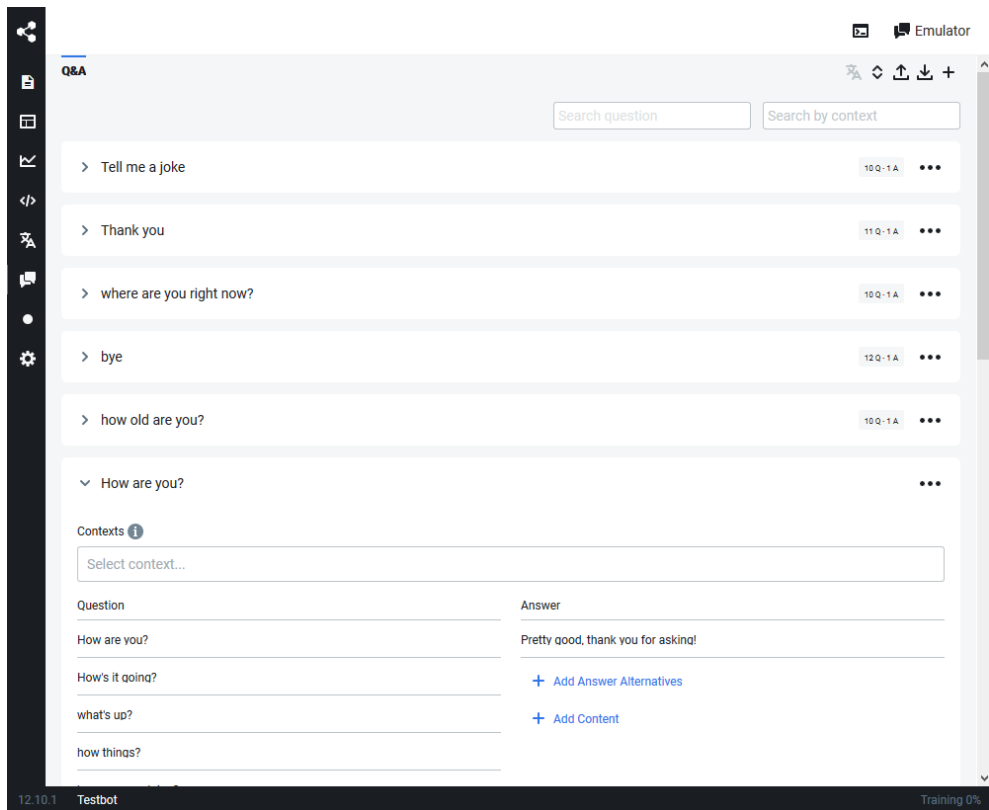 Emulator
Q&A
Search question
Search by context
Tell me a joke
10 Q · 1 A
Thank you
11 Q · 1 A
where are you right now?
10 Q · 1 A
bye
12 Q · 1 A
how old are you?
10 Q · 1 A
How are you?
Contexts
Select context...
Question
Answer
How are you?
Pretty good, thank you for asking!
How's it going?
Add Answer Alternatives
what's up?
Add Content
how things?
12.10.1 Testbot
Training 0%